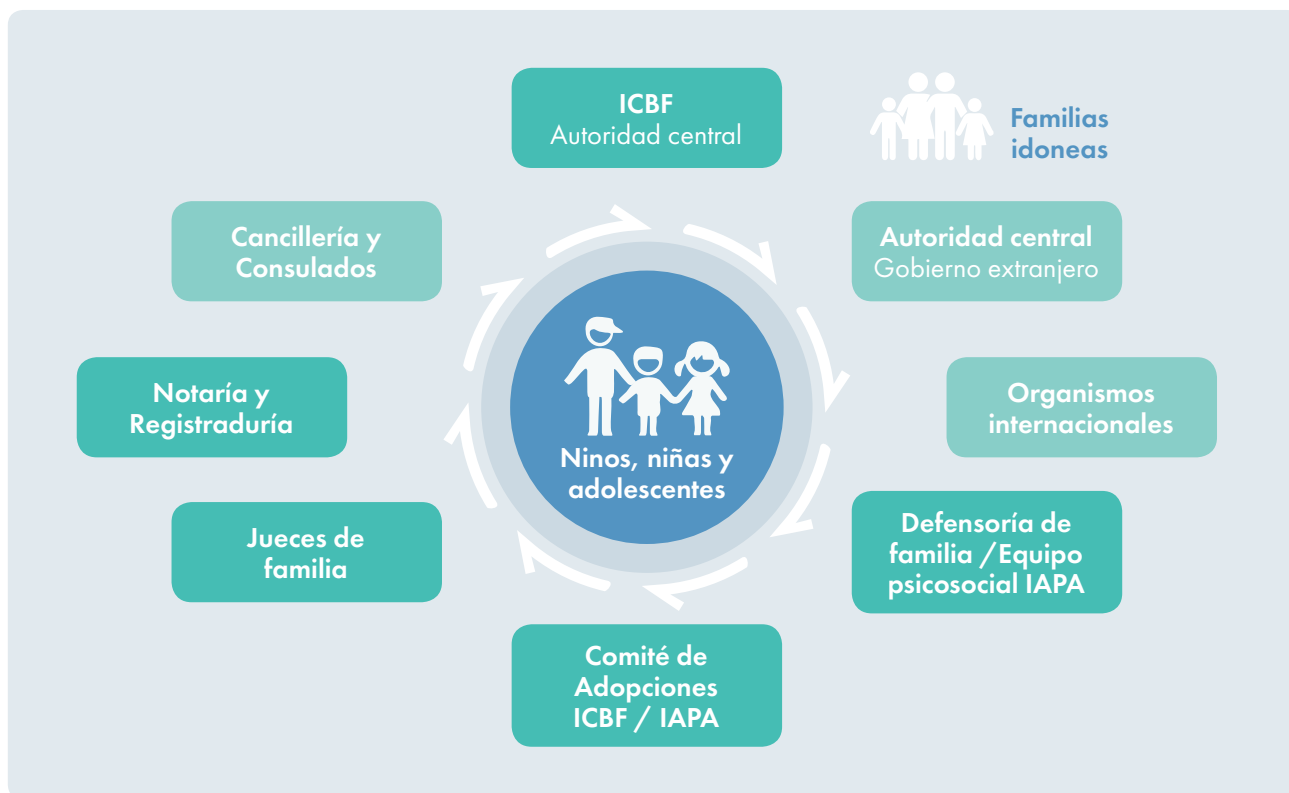 ICBF
Autoridad central
Familias
idoneas
Autoridad central
Gobierno extranjero
Organismos
internacionales
Defensoría de
familia /Equipo
psicosocial IAPA
Comité de
Adopciones
ICBF / IAPA
Jueces de
familia
Notaría y
Registraduría
Cancillería y
Consulados
Ninos, niñas y
adolescentes